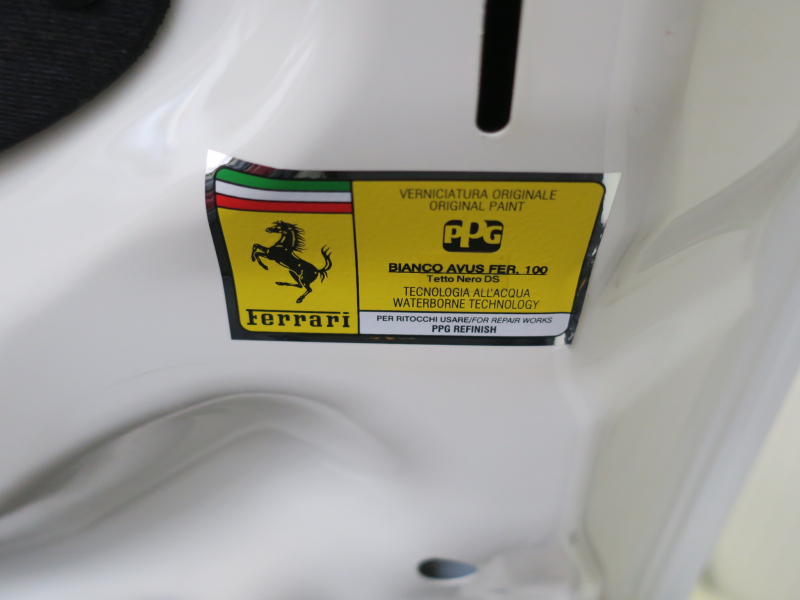 VERNICIATURA ORIGINALE
ORIGINAL PAINT
PPG
BIANCO AVUS FER. 100
Tetto Nero DS
TECNOLOGIA ALL'ACQUA
WATERBORNE TECHNOLOGY
Ferrari
PER RITOCCHI USARE/FOR REPAIR WORKS
PPG REFINISH